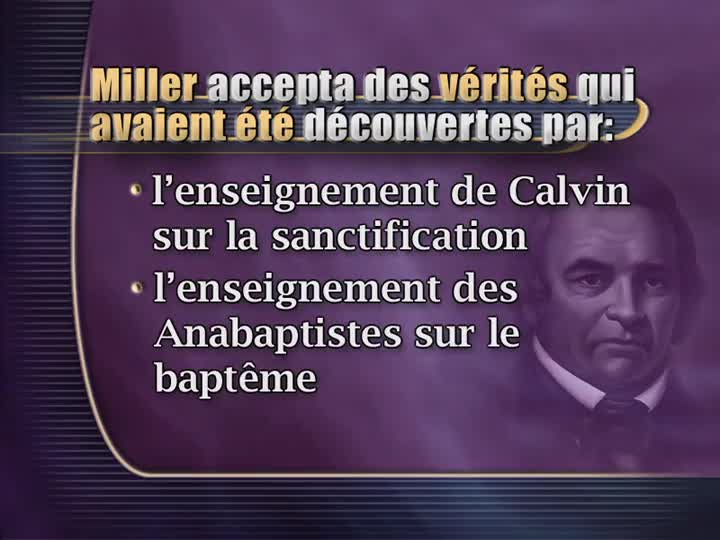 Miller accepta des vérités qui
avaient été découvertes par:
• l’enseignement de Calvin
sur la sanctification
• l’enseignement des
Anabaptistes sur le
baptême